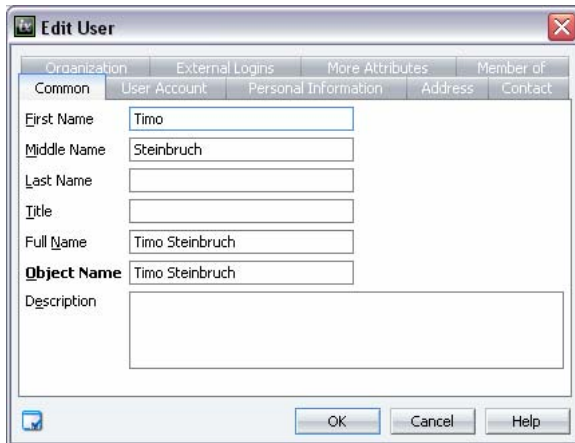 Edit User
Organization External Logins More Attributes Member of
Common User Account Personal Information Address Contact
First Name Timo
Middle Name Steinbruch
Last Name
Title
Full Name Timo Steinbruch
Object Name Timo Steinbruch
Description
OK Cancel Help